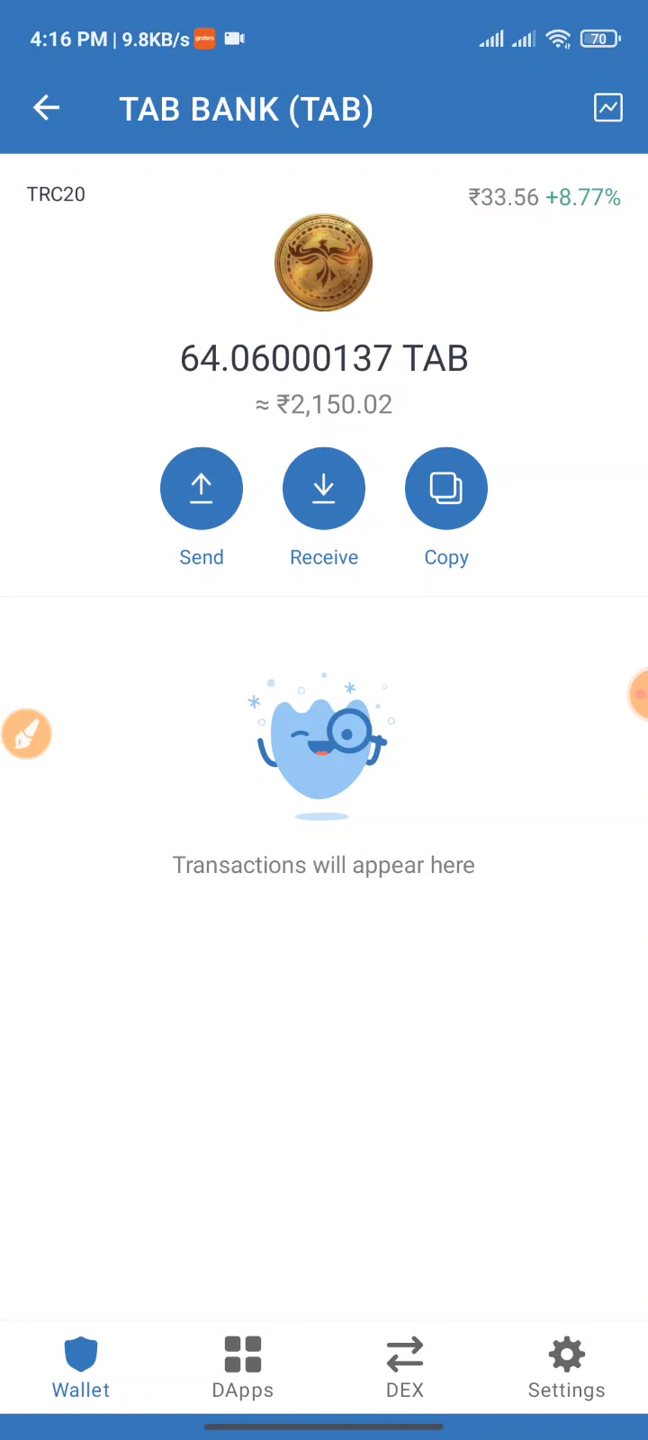 4:16 PM | 9.8KB/s grofers 70
TAB BANK (TAB)
TRC20 ₹33.56 +8.77%
64.06000137 TAB
≈ ₹2,150.02
Send Receive Copy
Transactions will appear here
Wallet DApps DEX Settings